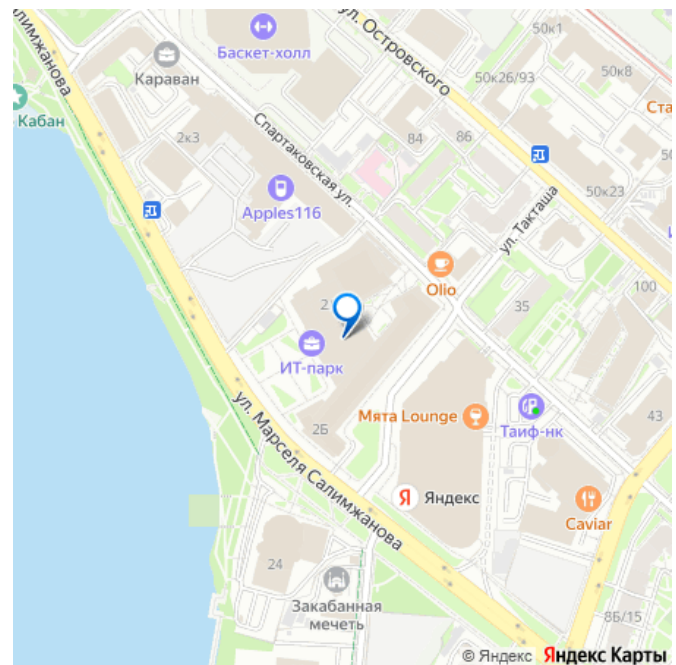 Салимжанова
ул. Островского
50к1
Баскет-холл
Караван
50к26/93
50к8
Ста
Кабан
2к3
Спартаковская ул.
84
86
50к23
Apples116
ул. Такташа
Olio
100
35
ИТ-парк
Мята Lounge
43
2Б
Таиф-нк
ул. Марселя Салимжанова
Я Яндекс
Caviar
24
Закабанная
мечеть
8Б/15
© Яндекс Яндекс Карты